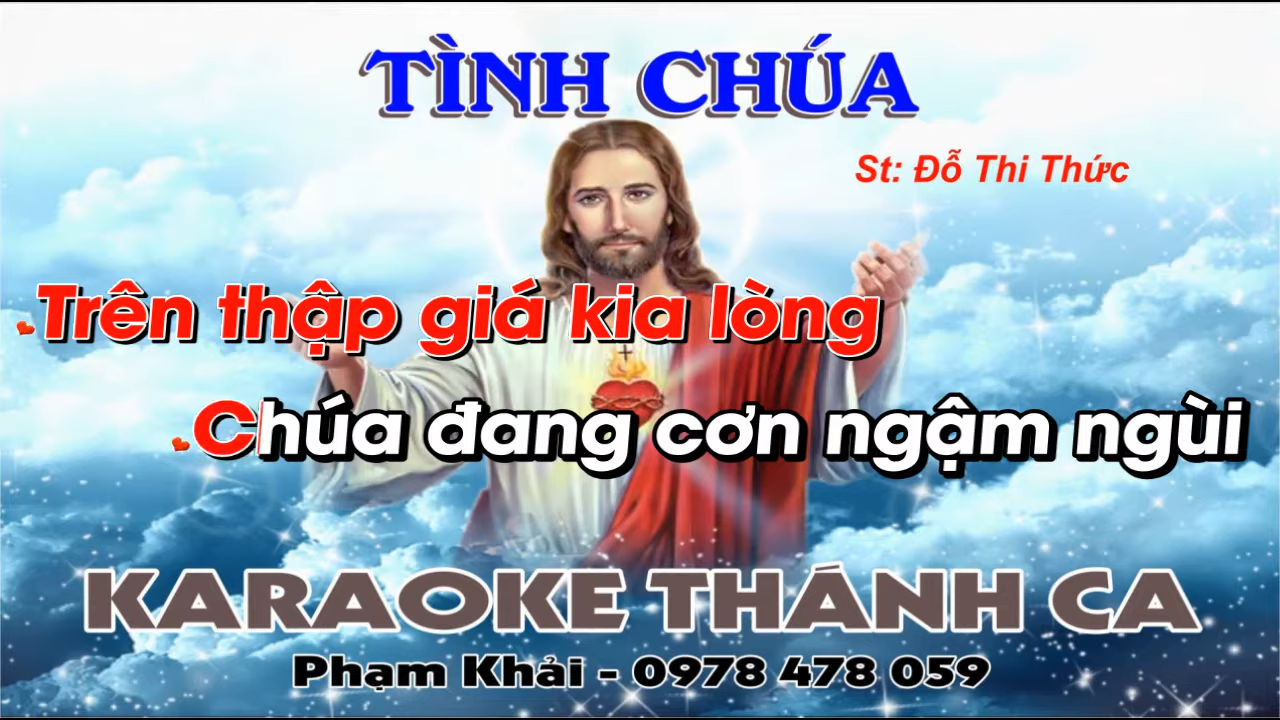 TÌNH CHÚA
St: Đỗ Thi Thức
Trên thập giá kia lòng
Chúa đang cơn ngậm ngùi
KARAOKE THÁNH CA
Phạm Khải - 0978 478 059